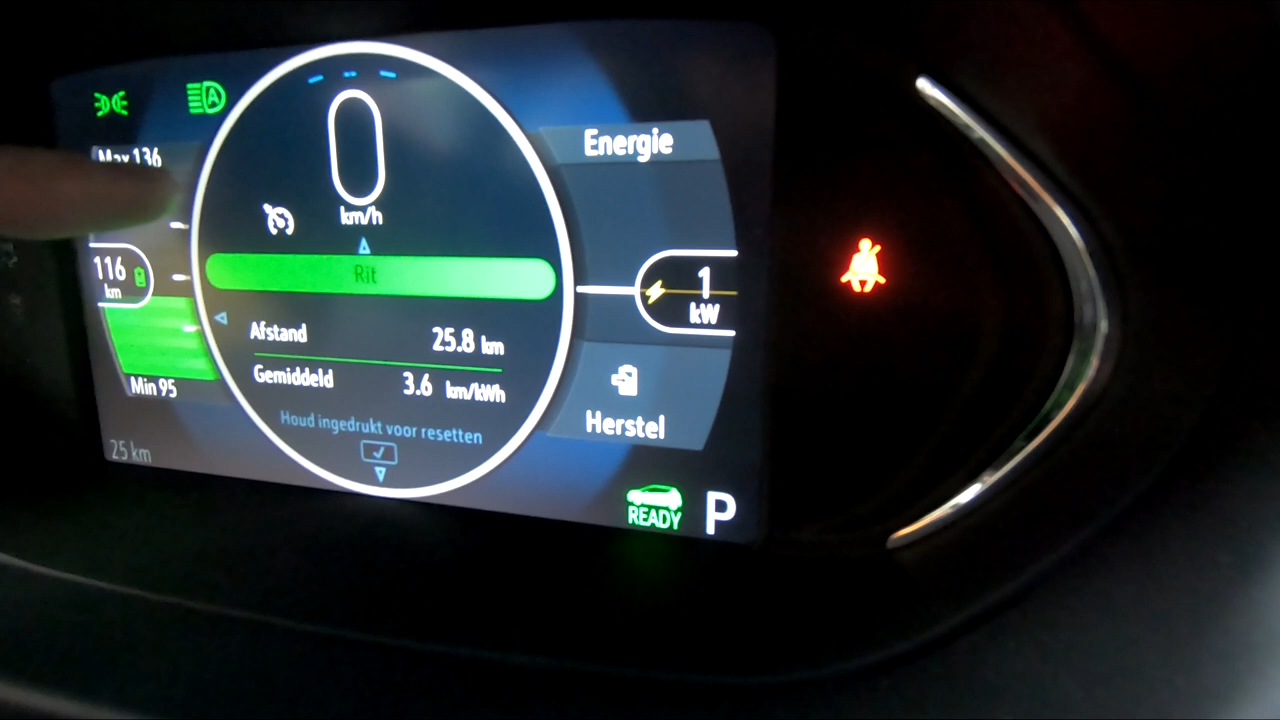 A
Max 136
0
km/h
Energie
116
km
Rit
1
kW
Afstand 25.8 km
Gemiddeld 3.6 km/kWh
Min 95
Houd ingedrukt voor resetten
Herstel
25 km
READY
P